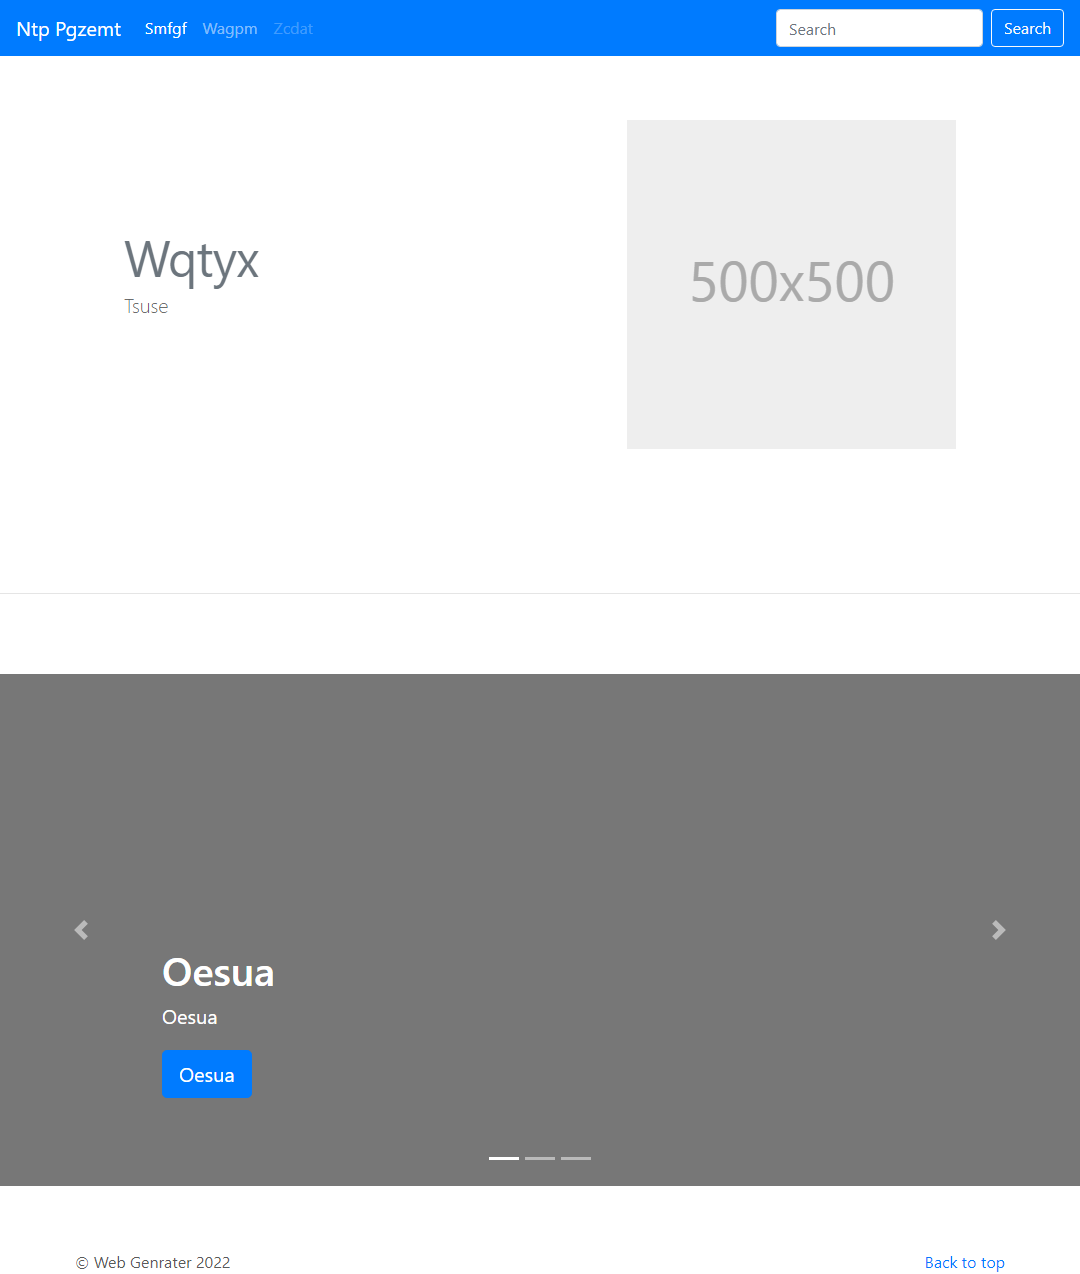 Ntp Pgzemt Smfgf Wagpm Zcdat Search Search
Wqtyx
Tsuse
500x500
Oesua
Oesua
Oesua
© Web Genrater 2022 Back to top